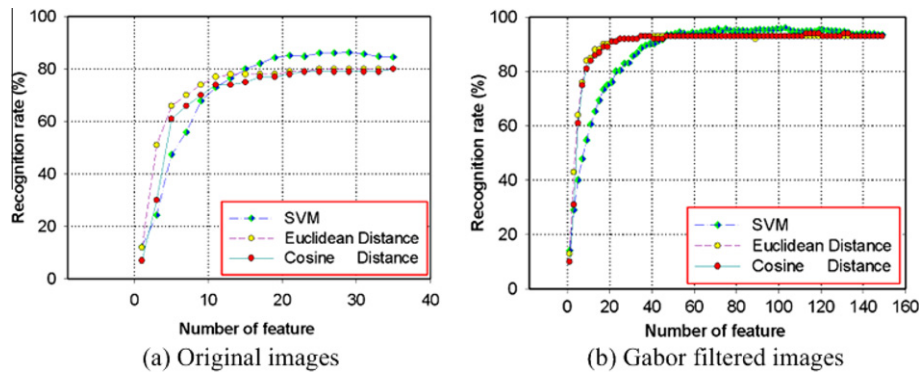 100
80
60
40
20
0
Recognition rate (%)
SVM
Euclidean Distance
Cosine Distance
0 10 20 30 40
Number of feature
(a) Original images
100
80
60
40
20
0
Recognition rate (%)
SVM
Euclidean Distance
Cosine Distance
0 20 40 60 80 100 120 140 160
Number of feature
(b) Gabor filtered images